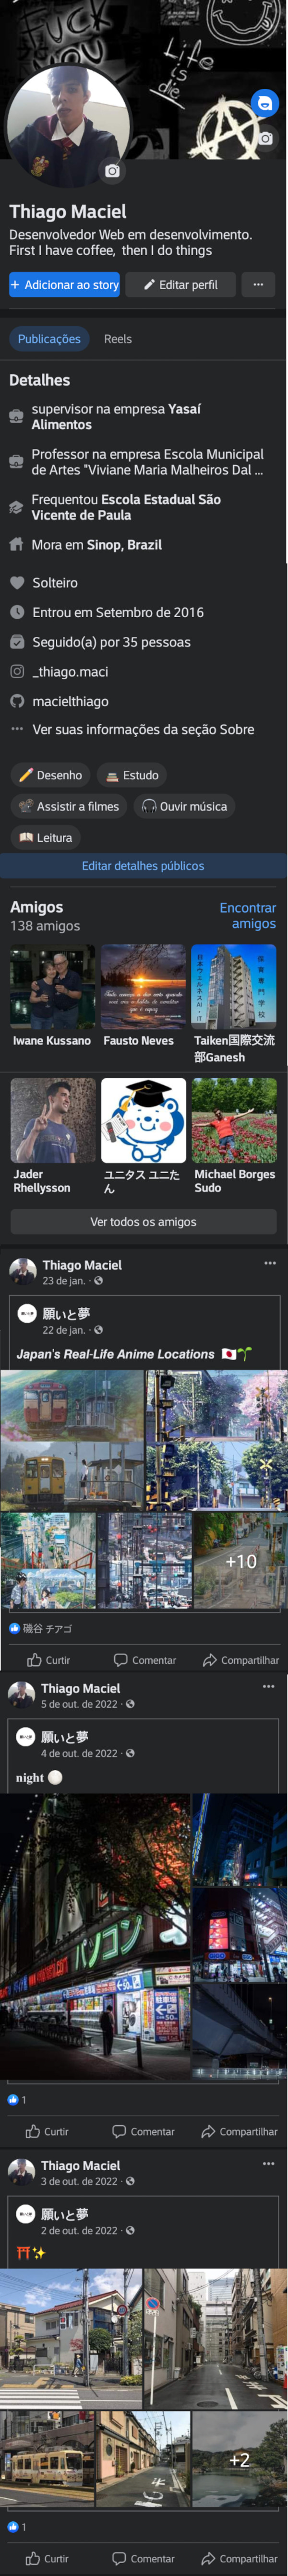 FUCK
YOU
Life
is
die
Thiago Maciel
Desenvolvedor Web em desenvolvimento.
First I have coffee, then I do things
+ Adicionar ao story
Editar perfil
Publicações
Reels
Detalhes
supervisor na empresa Yasaí
Alimentos
Professor na empresa Escola Municipal
de Artes "Viviane Maria Malheiros Dal ...
Frequentou Escola Estadual São
Vicente de Paula
Mora em Sinop, Brazil
Solteiro
Entrou em Setembro de 2016
Seguido(a) por 35 pessoas
_thiago.maci
macielthiago
Ver suas informações da seção Sobre
Desenho
Estudo
Assistir a filmes
Ouvir música
Leitura
Editar detalhes públicos
Amigos
Encontrar
amigos
138 amigos
Iwane Kussano
Fausto Neves
Taiken国際交流
部Ganesh
Jader
Rhellysson
ユニタス ユニた
ん
Michael Borges
Sudo
Ver todos os amigos
Thiago Maciel
23 de jan. ·
願いと夢
22 de jan. ·
Japan's Real-Life Anime Locations 🇯🇵🌱
+10
磯谷 チアゴ
Curtir
Comentar
Compartilhar
Thiago Maciel
5 de out. de 2022 ·
願いと夢
4 de out. de 2022 ·
night
パソコン
1
Curtir
Comentar
Compartilhar
Thiago Maciel
3 de out. de 2022 ·
願いと夢
2 de out. de 2022 ·
⛩✨
+2
1
Curtir
Comentar
Compartilhar